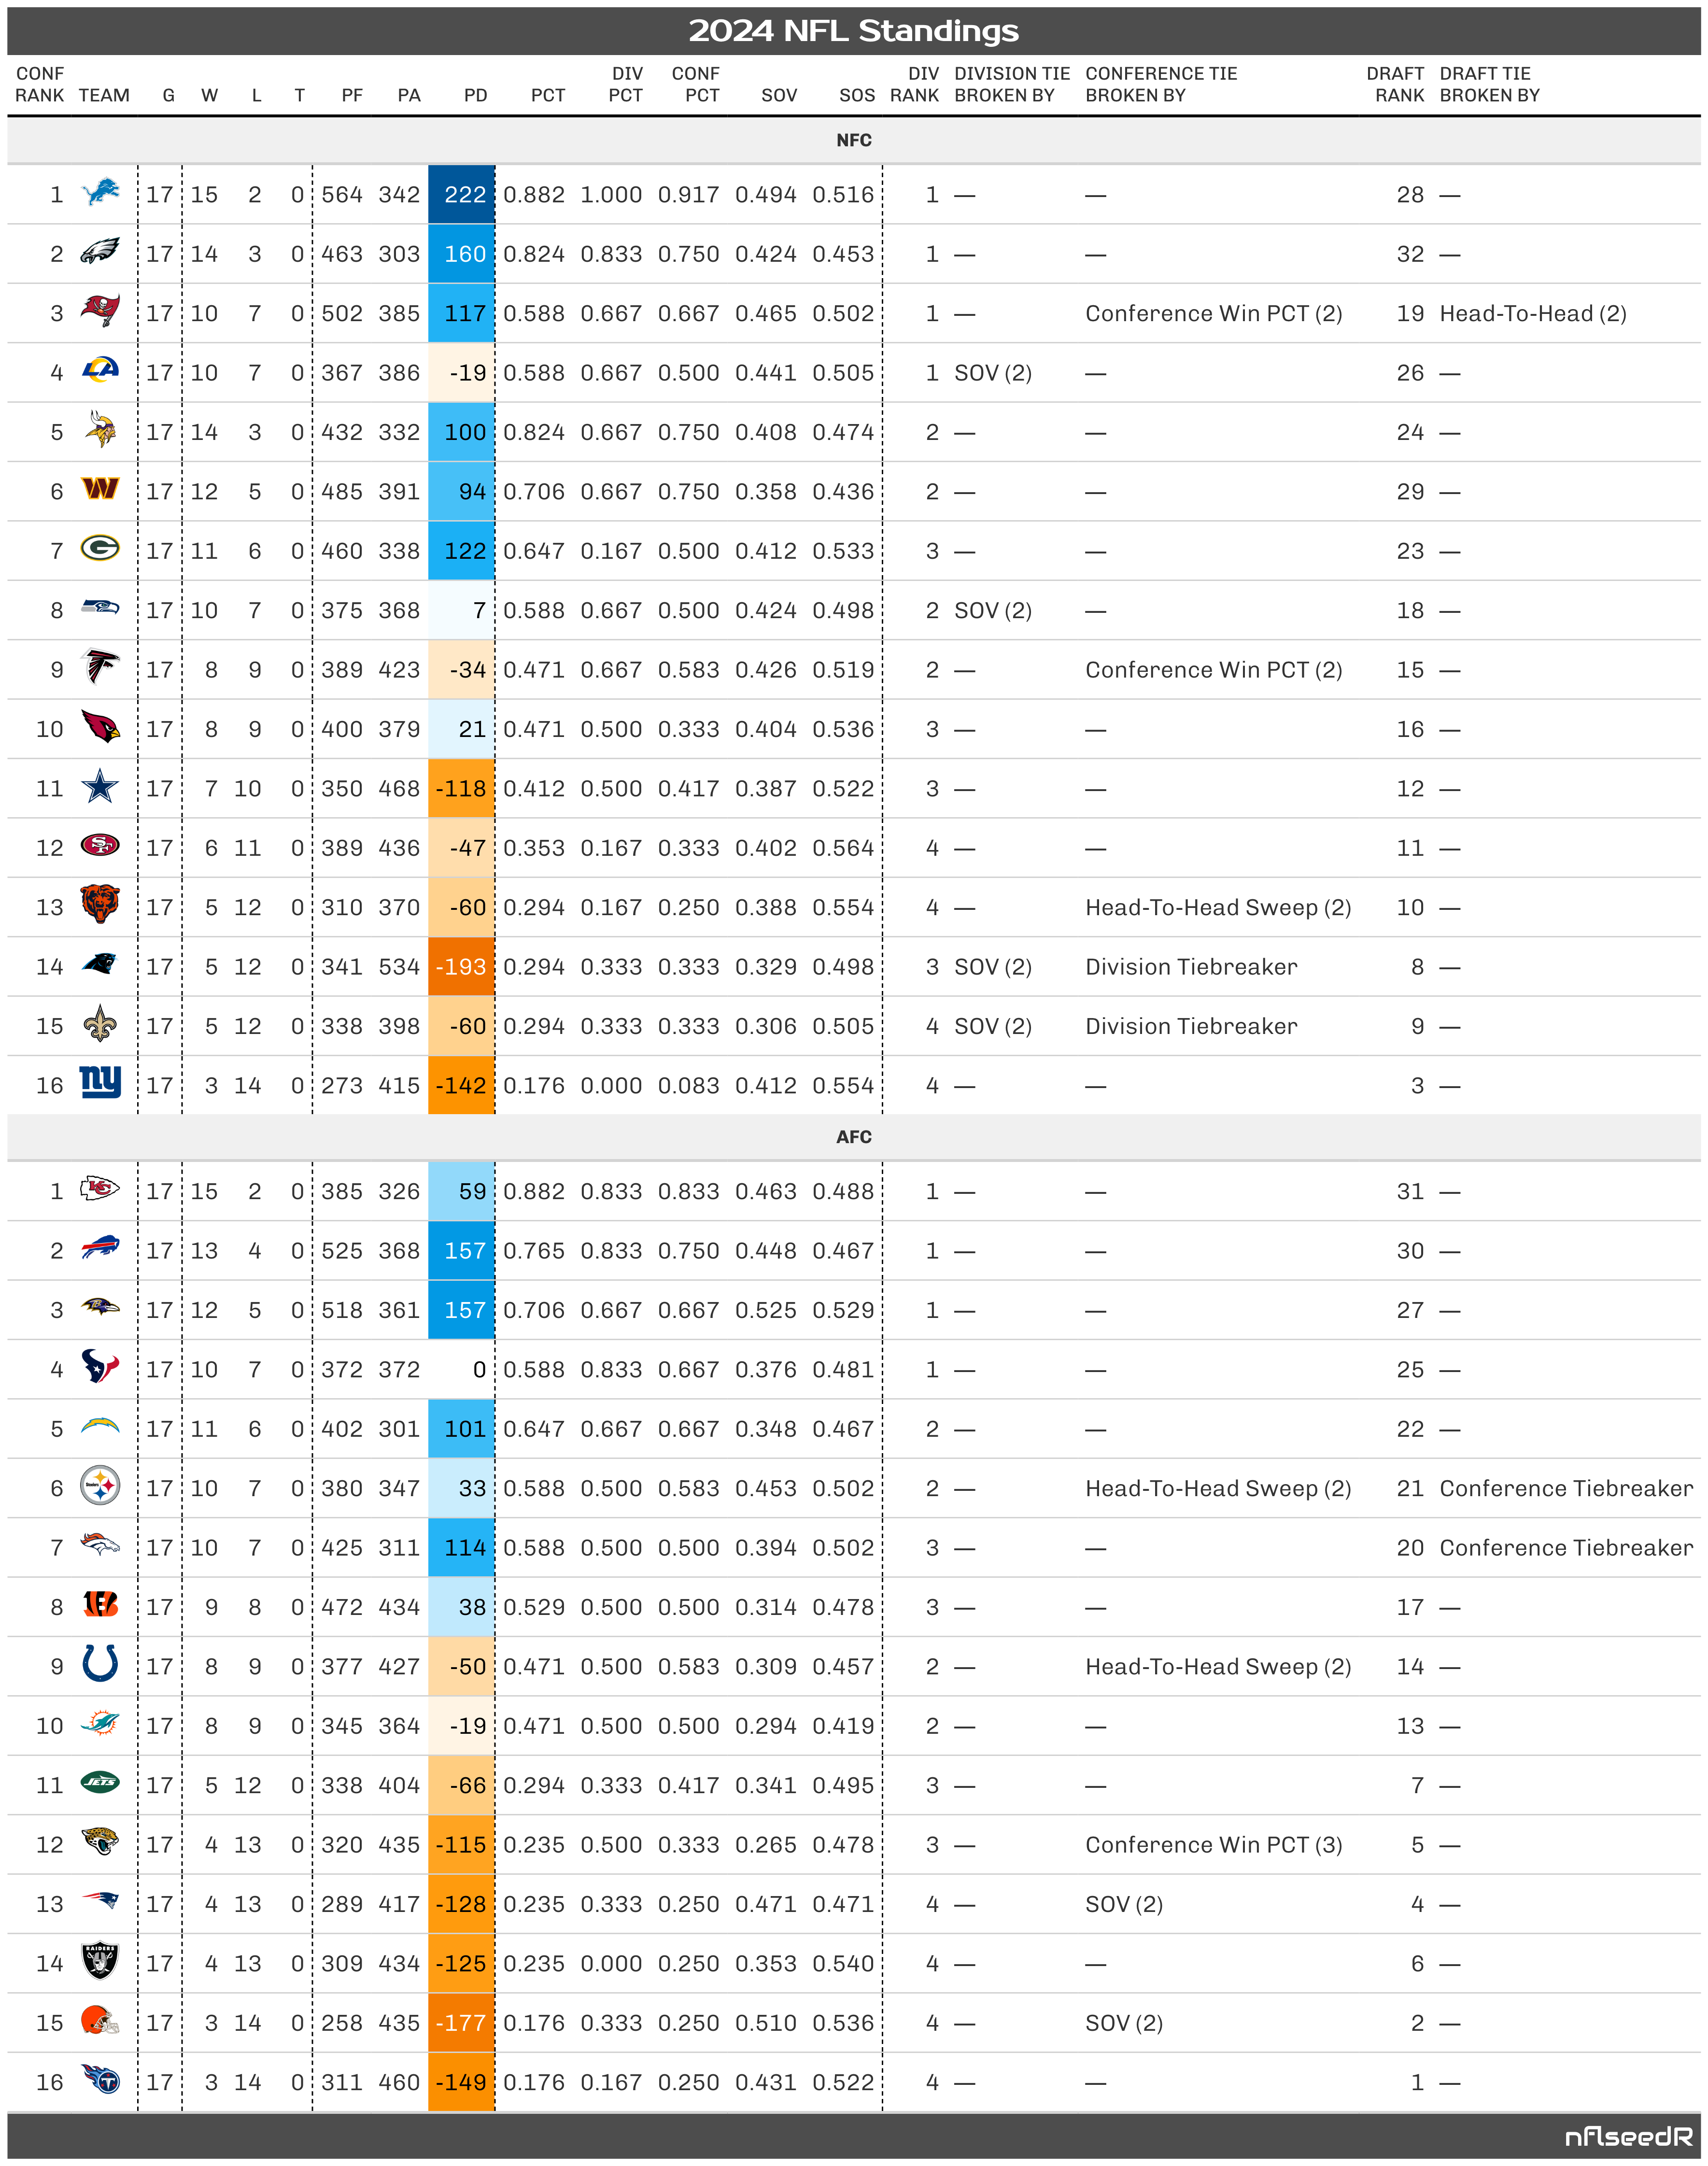 2024 NFL Standings
CONF RANK TEAM G W L T PF PA PD PCT DIV PCT CONF PCT SOV SOS DIV RANK DIVISION TIE BROKEN BY CONFERENCE TIE BROKEN BY DRAFT RANK DRAFT TIE BROKEN BY
NFC
1 17 15 2 0 564 342 222 0.882 1.000 0.917 0.494 0.516 1 — — 28 —
2 17 14 3 0 463 303 160 0.824 0.833 0.750 0.424 0.453 1 — — 32 —
3 17 10 7 0 502 385 117 0.588 0.667 0.667 0.465 0.502 1 — Conference Win PCT (2) 19 Head-To-Head (2)
4 LA 17 10 7 0 367 386 -19 0.588 0.667 0.500 0.441 0.505 1 SOV (2) — 26 —
5 17 14 3 0 432 332 100 0.824 0.667 0.750 0.408 0.474 2 — — 24 —
6 W 17 12 5 0 485 391 94 0.706 0.667 0.750 0.358 0.436 2 — — 29 —
7 G 17 11 6 0 460 338 122 0.647 0.167 0.500 0.412 0.533 3 — — 23 —
8 17 10 7 0 375 368 7 0.588 0.667 0.500 0.424 0.498 2 SOV (2) — 18 —
9 17 8 9 0 389 423 -34 0.471 0.667 0.583 0.426 0.519 2 — Conference Win PCT (2) 15 —
10 17 8 9 0 400 379 21 0.471 0.500 0.333 0.404 0.536 3 — — 16 —
11 17 7 10 0 350 468 -118 0.412 0.500 0.417 0.387 0.522 3 — — 12 —
12 SF 17 6 11 0 389 436 -47 0.353 0.167 0.333 0.402 0.564 4 — — 11 —
13 17 5 12 0 310 370 -60 0.294 0.167 0.250 0.388 0.554 4 — Head-To-Head Sweep (2) 10 —
14 17 5 12 0 341 534 -193 0.294 0.333 0.333 0.329 0.498 3 SOV (2) Division Tiebreaker 8 —
15 17 5 12 0 338 398 -60 0.294 0.333 0.333 0.306 0.505 4 SOV (2) Division Tiebreaker 9 —
16 ny 17 3 14 0 273 415 -142 0.176 0.000 0.083 0.412 0.554 4 — — 3 —
AFC
1 KC 17 15 2 0 385 326 59 0.882 0.833 0.833 0.463 0.488 1 — — 31 —
2 17 13 4 0 525 368 157 0.765 0.833 0.750 0.448 0.467 1 — — 30 —
3 17 12 5 0 518 361 157 0.706 0.667 0.667 0.525 0.529 1 — — 27 —
4 17 10 7 0 372 372 0 0.588 0.833 0.667 0.376 0.481 1 — — 25 —
5 17 11 6 0 402 301 101 0.647 0.667 0.667 0.348 0.467 2 — — 22 —
6 Steelers 17 10 7 0 380 347 33 0.588 0.500 0.583 0.453 0.502 2 — Head-To-Head Sweep (2) 21 Conference Tiebreaker
7 17 10 7 0 425 311 114 0.588 0.500 0.500 0.394 0.502 3 — — 20 Conference Tiebreaker
8 B 17 9 8 0 472 434 38 0.529 0.500 0.500 0.314 0.478 3 — — 17 —
9 17 8 9 0 377 427 -50 0.471 0.500 0.583 0.309 0.457 2 — Head-To-Head Sweep (2) 14 —
10 17 8 9 0 345 364 -19 0.471 0.500 0.500 0.294 0.419 2 — — 13 —
11 JETS 17 5 12 0 338 404 -66 0.294 0.333 0.417 0.341 0.495 3 — — 7 —
12 17 4 13 0 320 435 -115 0.235 0.500 0.333 0.265 0.478 3 — Conference Win PCT (3) 5 —
13 17 4 13 0 289 417 -128 0.235 0.333 0.250 0.471 0.471 4 — SOV (2) 4 —
14 RAIDERS 17 4 13 0 309 434 -125 0.235 0.000 0.250 0.353 0.540 4 — — 6 —
15 17 3 14 0 258 435 -177 0.176 0.333 0.250 0.510 0.536 4 — SOV (2) 2 —
16 T 17 3 14 0 311 460 -149 0.176 0.167 0.250 0.431 0.522 4 — — 1 —
nflseedR